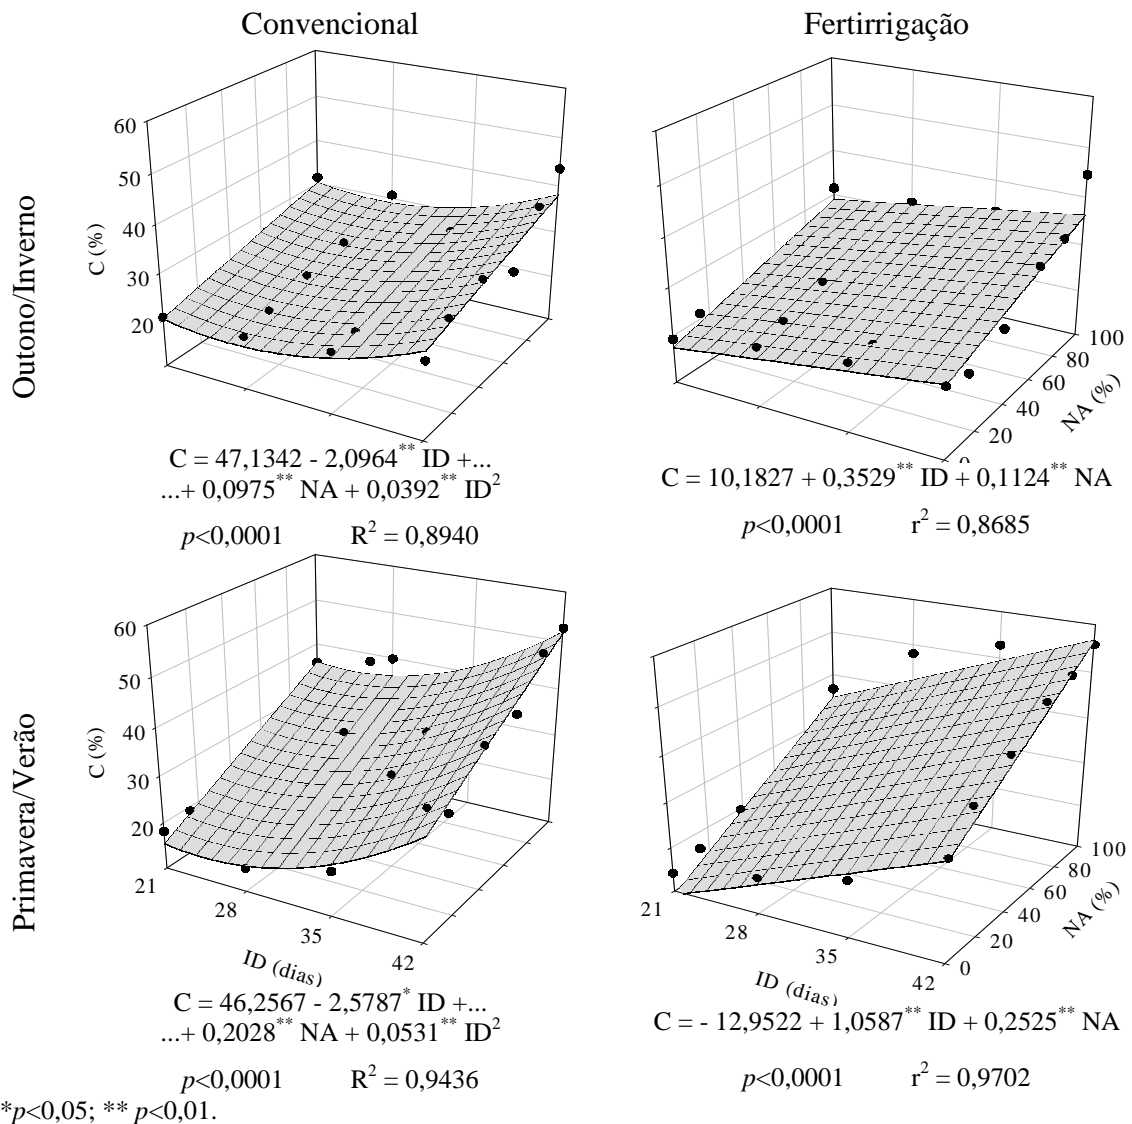 Convencional
Fertirrigação
Outono/Inverno
60
50
40
30
20
C (%)
100
80
60
40
20
NA (%)
C = 47,1342 - 2,0964** ID +...
...+ 0,0975** NA + 0,0392** ID²
p<0,0001 R² = 0,8940
C = 10,1827 + 0,3529** ID + 0,1124** NA
p<0,0001 r² = 0,8685
Primavera/Verão
60
50
40
30
20
C (%)
21
28
35
42
ID (dias)
21
28
35
42
ID (dias)
0
20
40
60
80
100
NA (%)
C = 46,2567 - 2,5787* ID +...
...+ 0,2028** NA + 0,0531** ID²
p<0,0001 R² = 0,9436
C = - 12,9522 + 1,0587** ID + 0,2525** NA
p<0,0001 r² = 0,9702
*p<0,05; ** p<0,01.